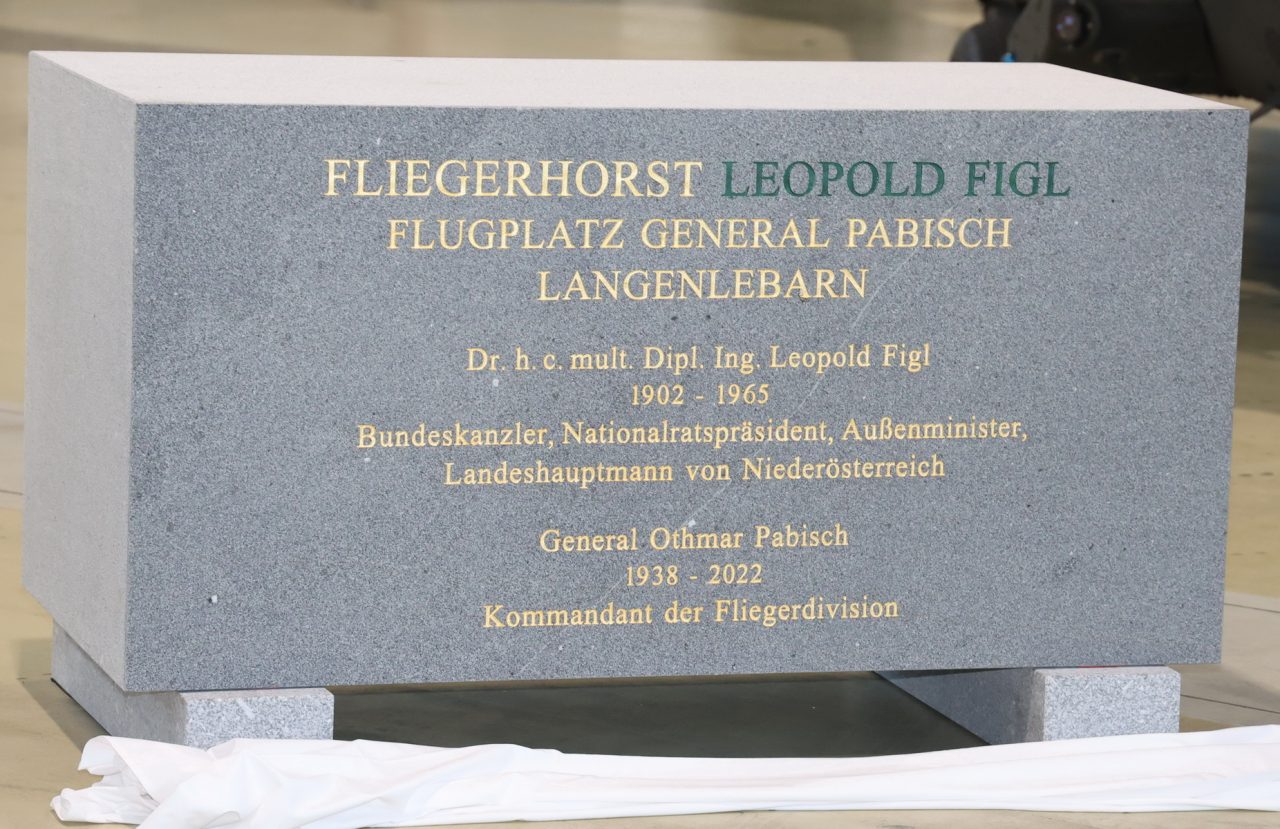 FLIEGERHORST LEOPOLD FIGL
FLUGPLATZ GENERAL PABISCH
LANGENLEBARN
Dr. h. c. mult. Dipl. Ing. Leopold Figl
1902 - 1965
Bundeskanzler, Nationalratspräsident, Außenminister,
Landeshauptmann von Niederösterreich
General Othmar Pabisch
1938 - 2022
Kommandant der Fliegerdivision